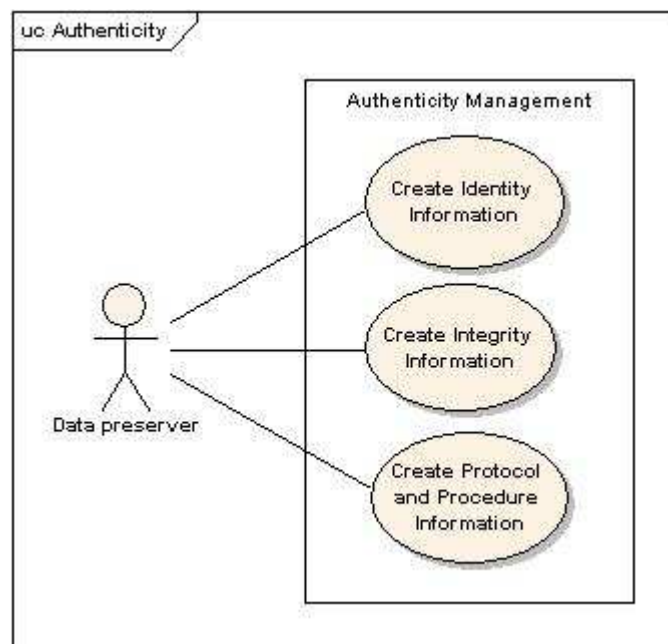 uc Authenticity
Authenticity Management
Create Identity
Information
Create Integrity
Information
Data preserver
Create Protocol
and Procedure
Information